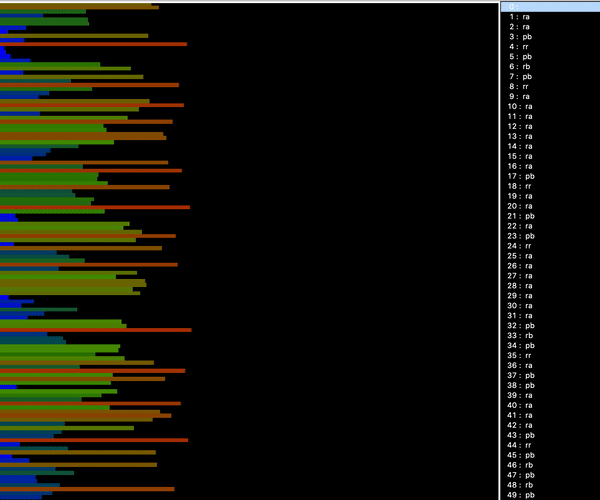 0 :
1 : ra
2 : ra
3 : pb
4 : rr
5 : pb
6 : rb
7 : pb
8 : rr
9 : ra
10 : ra
11 : ra
12 : ra
13 : ra
14 : ra
15 : ra
16 : ra
17 : pb
18 : rr
19 : ra
20 : ra
21 : pb
22 : ra
23 : pb
24 : rr
25 : ra
26 : ra
27 : ra
28 : ra
29 : ra
30 : ra
31 : ra
32 : pb
33 : rb
34 : pb
35 : rr
36 : ra
37 : pb
38 : pb
39 : ra
40 : ra
41 : ra
42 : ra
43 : pb
44 : rr
45 : pb
46 : rb
47 : pb
48 : rb
49 : pb